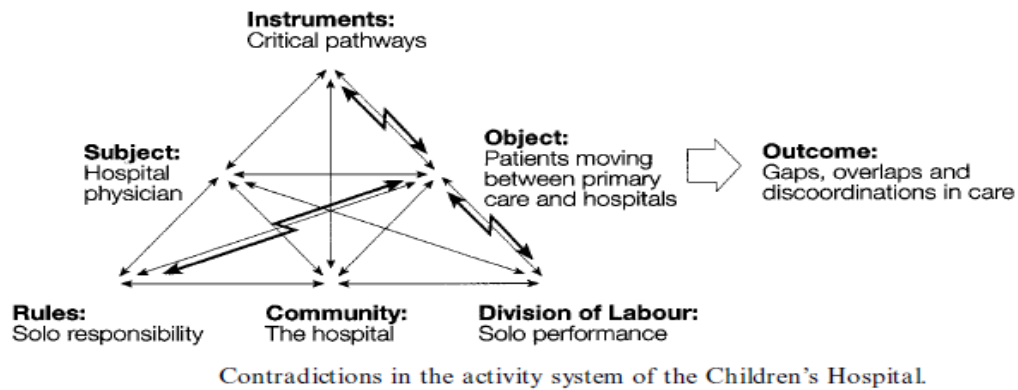 Instruments:
Critical pathways
Subject:
Hospital
physician
Object:
Patients moving
between primary
care and hospitals
Outcome:
Gaps, overlaps and
discoordinations in care
Rules:
Solo responsibility
Community:
The hospital
Division of Labour:
Solo performance
Contradictions in the activity system of the Children's Hospital.